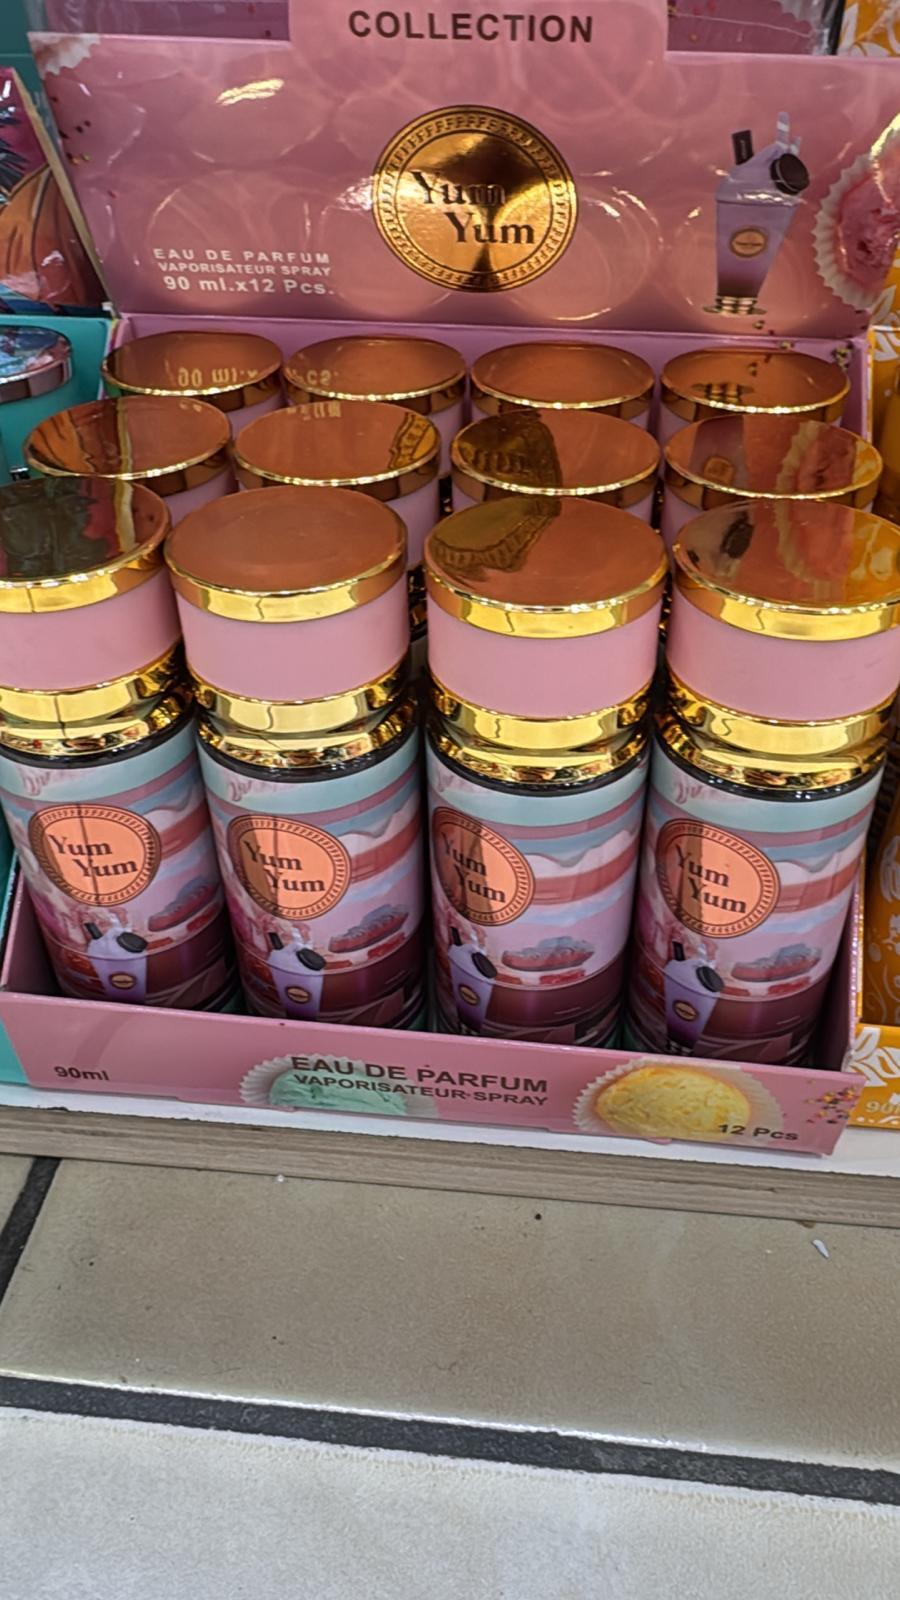 COLLECTION
Yum
Yum
EAU DE PARFUM
VAPORISATEUR SPRAY
90 ml.x12 Pcs.
Yum
Yum
Yum
Yum
Yum
Yum
Yum
Yum
90ml
EAU DE PARFUM
VAPORISATEUR SPRAY
12 Pcs